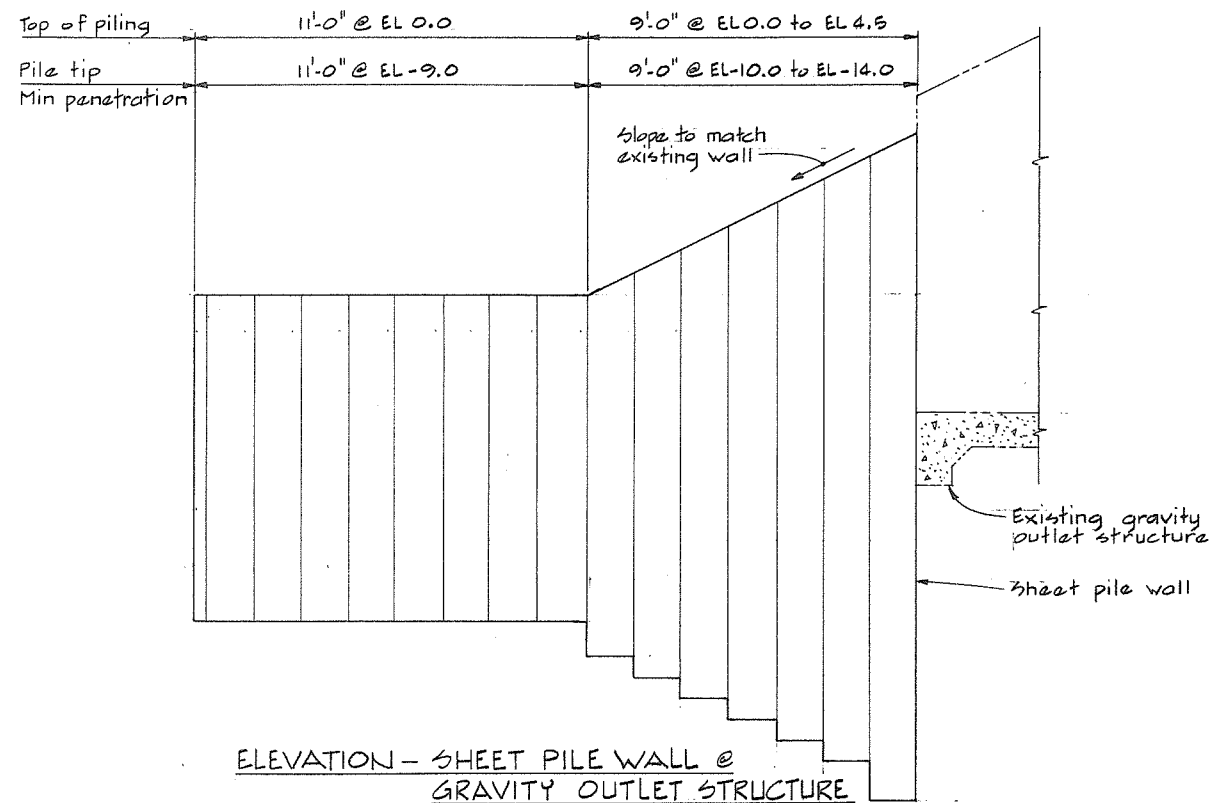 Top of piling
11'-0" @ EL 0.0
9'-0" @ EL 0.0 to EL 4.5
Pile tip
11'-0" @ EL -9.0
9'-0" @ EL-10.0 to EL-14.0
Min penetration
Slope to match
existing wall
Existing gravity
outlet structure
Sheet pile wall
ELEVATION - SHEET PILE WALL @
GRAVITY OUTLET STRUCTURE